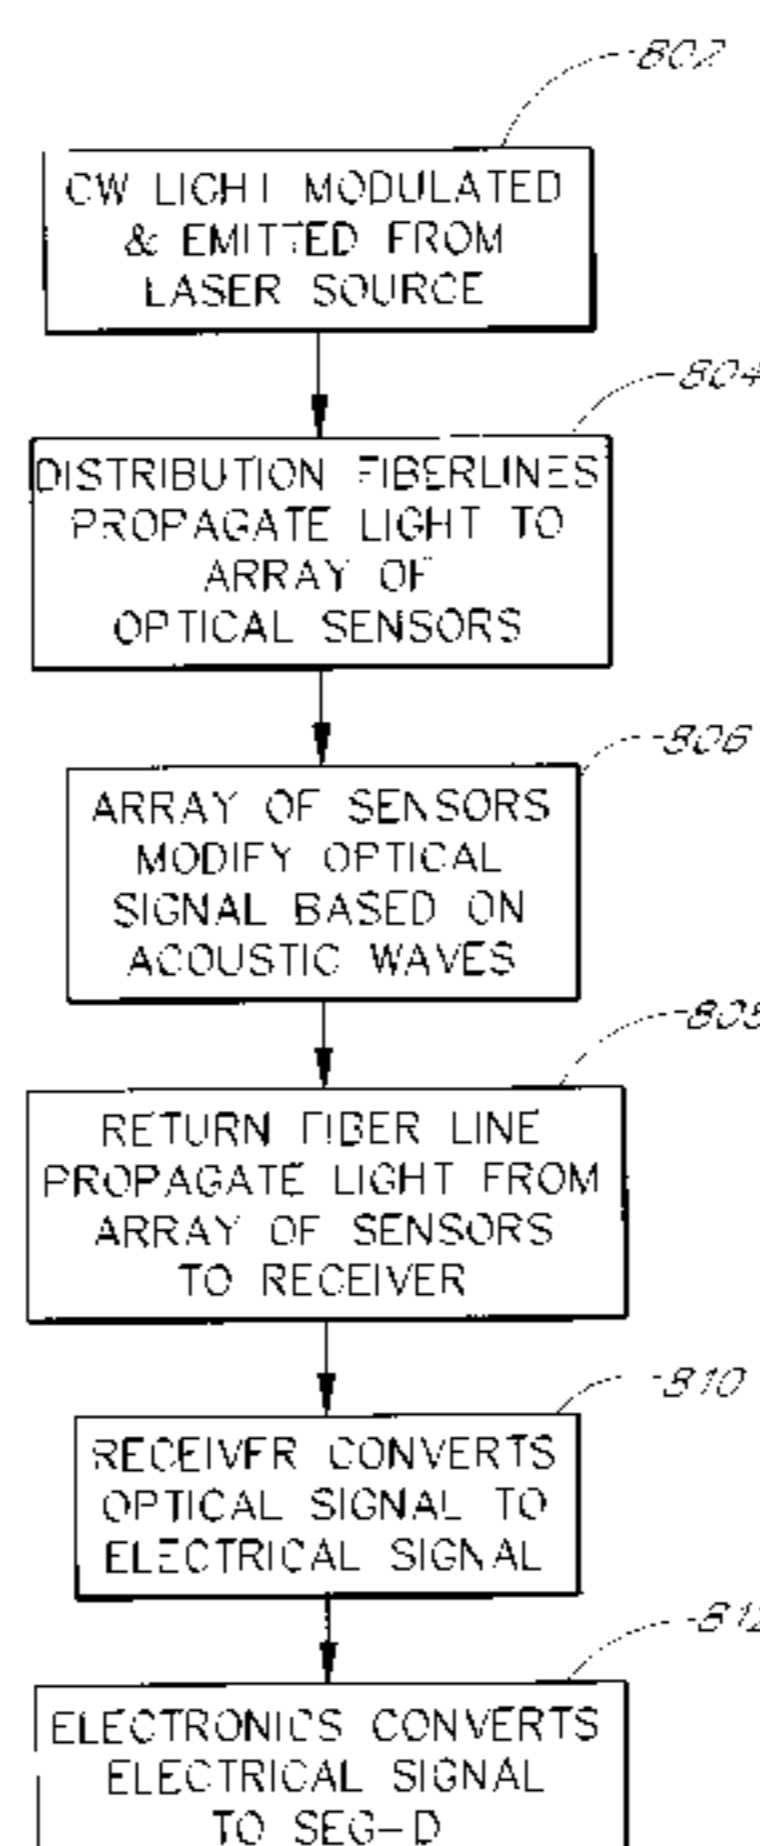 802
CW LIGHT MODULATED
& EMITTED FROM
LASER SOURCE
804
DISTRIBUTION FIBERLINES
PROPAGATE LIGHT TO
ARRAY OF
OPTICAL SENSORS
806
ARRAY OF SENSORS
MODIFY OPTICAL
SIGNAL BASED ON
ACOUSTIC WAVES
RETURN FIBER LINE
PROPAGATE LIGHT FROM
ARRAY OF SENSORS
TO RECEIVER
810
RECEIVER CONVERTS
OPTICAL SIGNAL TO
ELECTRICAL SIGNAL
812
ELECTRONICS CONVERTS
ELECTRICAL SIGNAL
TO SEG-D